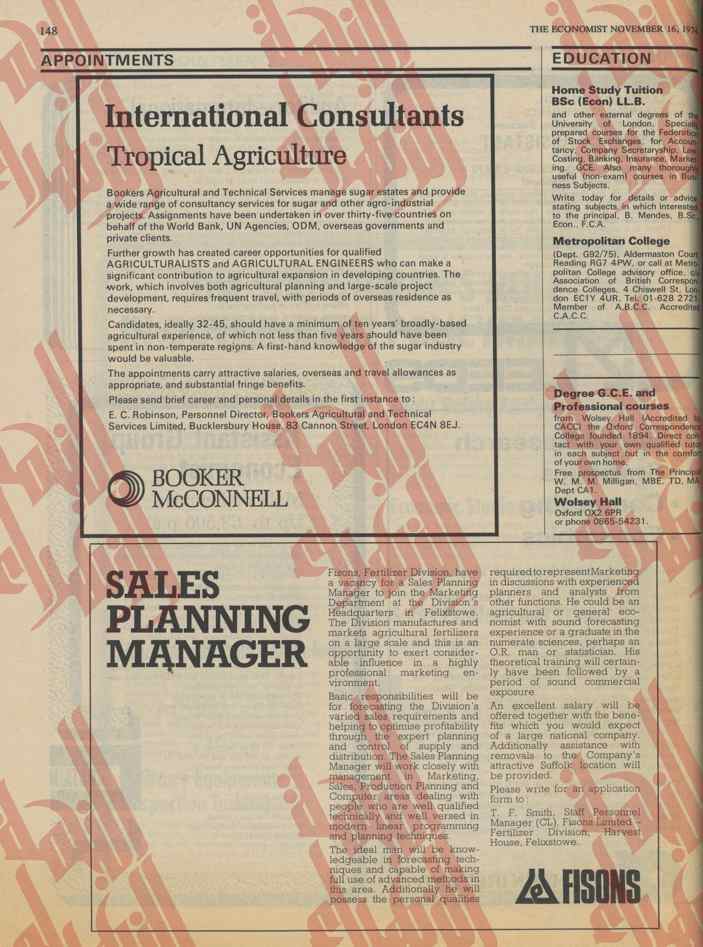 148
THE ECONOMIST NOVEMBER 16,
APPOINTMENTS
International Consultants
Tropical Agriculture
Bookers Agricultural and Technical Services manage sugar estates and provide
a wide range of consultancy services for sugar and other agro-industrial
projects. Assignments have been undertaken in over thirty-five countries on
behalf of the World Bank, UN Agencies, ODM, overseas governments and
private clients.
Further growth has created career opportunities for qualified
AGRICULTURALISTS and AGRICULTURAL ENGINEERS who can make a
significant contribution to agricultural expansion in developing countries. The
work, which involves both agricultural planning and large-scale project
development, requires frequent travel, with periods of overseas residence as
necessary.
Candidates, ideally 32-45, should have a minimum of ten years' broadly-based
agricultural experience, of which not less than five years should have been
spent in non-temperate regions. A first-hand knowledge of the sugar industry
would be valuable.
The appointments carry attractive salaries, overseas and travel allowances as
appropriate, and substantial fringe benefits.
Please send brief career and personal details in the first instance to :
E. C. Robinson, Personnel Director, Bookers Agricultural and Technical
Services Limited, Bucklersbury House, 83 Cannon Street, London EC4N 8EJ.
BOOKER
McCONNELL
EDUCATION
Home Study Tuition
BSc (Econ) LL.B.
and other external degrees of the
University of London. Specially
prepared courses for the Federation
of Stock Exchanges, for Accoun-
tancy, Company Secretaryship, Law,
Costing, Banking, Insurance, Market-
ing. GCE. Also many thorough
useful (non-exam) courses in Busi-
ness Subjects.
Write today for details or advice
stating subjects in which interested
to the principal, B. Mendes, B.Sc.
Econ., F.C.A.
Metropolitan College
(Dept. G92/75), Aldermaston Court
Reading RG7 4PW, or call at Metro-
politan College advisory office, c/o
Association of British Correspon-
dence Colleges, 4 Chiswell St, Lon-
don EC1Y 4UR, Tel. 01-628 2721
Member of A.B.C.C. Accredited
C.A.C.C.
Degree G.C.E. and
Professional courses
from Wolsey Hall (Accredited by
CACC) the Oxford Correspondence
College founded 1894. Direct con-
tact with your own qualified tutor
in each subject but in the comfort
of your own home.
Free prospectus from The Principal
W. M. M. Milligan, MBE, TD, MA
Dept CA1,
Wolsey Hall
Oxford OX2 6PR
or phone 0865-54231.
SALES
PLANNING
MANAGER
Fisons, Fertilizer Division, have
a vacancy for a Sales Planning
Manager to join the Marketing
Department at the Division's
Headquarters in Felixstowe.
The Division manufactures and
markets agricultural fertilizers
on a large scale and this is an
opportunity to exert consider-
able influence in a highly
professional marketing en-
vironment.
Basic responsibilities will be
for forecasting the Division's
varied sales requirements and
helping to optimise profitability
through the expert planning
and control of supply and
distribution. The Sales Planning
Manager will work closely with
management in Marketing,
Sales, Production Planning and
Computer areas dealing with
people who are well qualified
technically and well versed in
modern linear programming
and planning techniques.
The ideal man will be know-
ledgeable in forecasting tech-
niques and capable of making
full use of advanced methods in
this area. Additionally he will
possess the personal qualities
required to represent Marketing
in discussions with experienced
planners and analysts from
other functions. He could be an
agricultural or general eco-
nomist with sound forecasting
experience or a graduate in the
numerate sciences, perhaps an
O.R. man or statistician. His
theoretical training will certain-
ly have been followed by a
period of sound commercial
exposure.
An excellent salary will be
offered together with the bene-
fits which you would expect
of a large national company.
Additionally assistance with
removals to the Company's
attractive Suffolk location will
be provided.
Please write for an application
form to :
T. F. Smith, Staff Personnel
Manager (CL), Fisons Limited –
Fertilizer Division, Harvest
House, Felixstowe.
FISONS